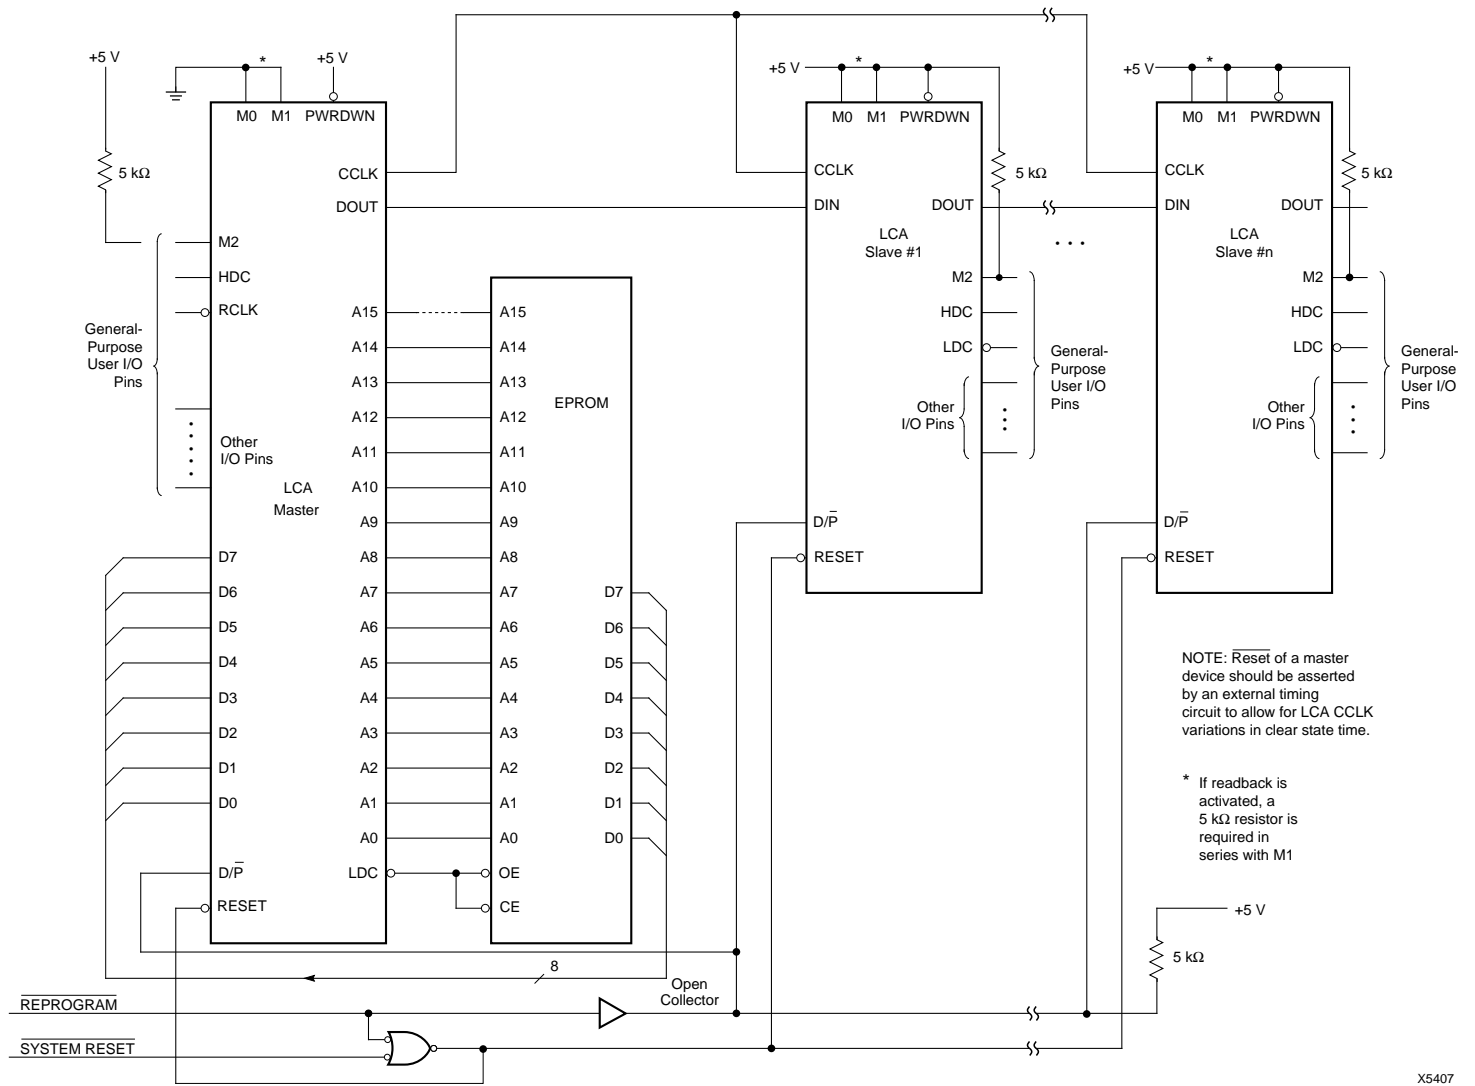 +5 V
*
+5 V
+5 V
*
+5 V
*
M0 M1 PWRDWN
M0 M1 PWRDWN
M0 M1 PWRDWN
5 kΩ
CCLK
DOUT
CCLK
DIN
DOUT
5 kΩ
CCLK
DIN
DOUT
5 kΩ
LCA
Slave #1
. . .
LCA
Slave #n
M2
HDC
RCLK
General-
Purpose
User I/O
Pins
Other
I/O Pins
LCA
Master
M2
HDC
LDC
Other
I/O Pins
General-
Purpose
User I/O
Pins
M2
HDC
LDC
Other
I/O Pins
General-
Purpose
User I/O
Pins
A15
A14
A13
A12
A11
A10
A9
A8
A7
A6
A5
A4
A3
A2
A1
A0
LDC
A15
A14
A13
A12
A11
A10
A9
A8
A7
A6
A5
A4
A3
A2
A1
A0
OE
CE
EPROM
D7
D6
D5
D4
D3
D2
D1
D0
D/P̅
RESET
D7
D6
D5
D4
D3
D2
D1
D0
D/P̅
RESET
D/P̅
RESET
NOTE: R̅e̅s̅e̅t̅ of a master
device should be asserted
by an external timing
circuit to allow for LCA CCLK
variations in clear state time.
* If readback is
activated, a
5 kΩ resistor is
required in
series with M1
+5 V
5 kΩ
8
Open
Collector
R̅E̅P̅R̅O̅G̅R̅A̅M̅
S̅Y̅S̅T̅E̅M̅ R̅E̅S̅E̅T̅
X5407